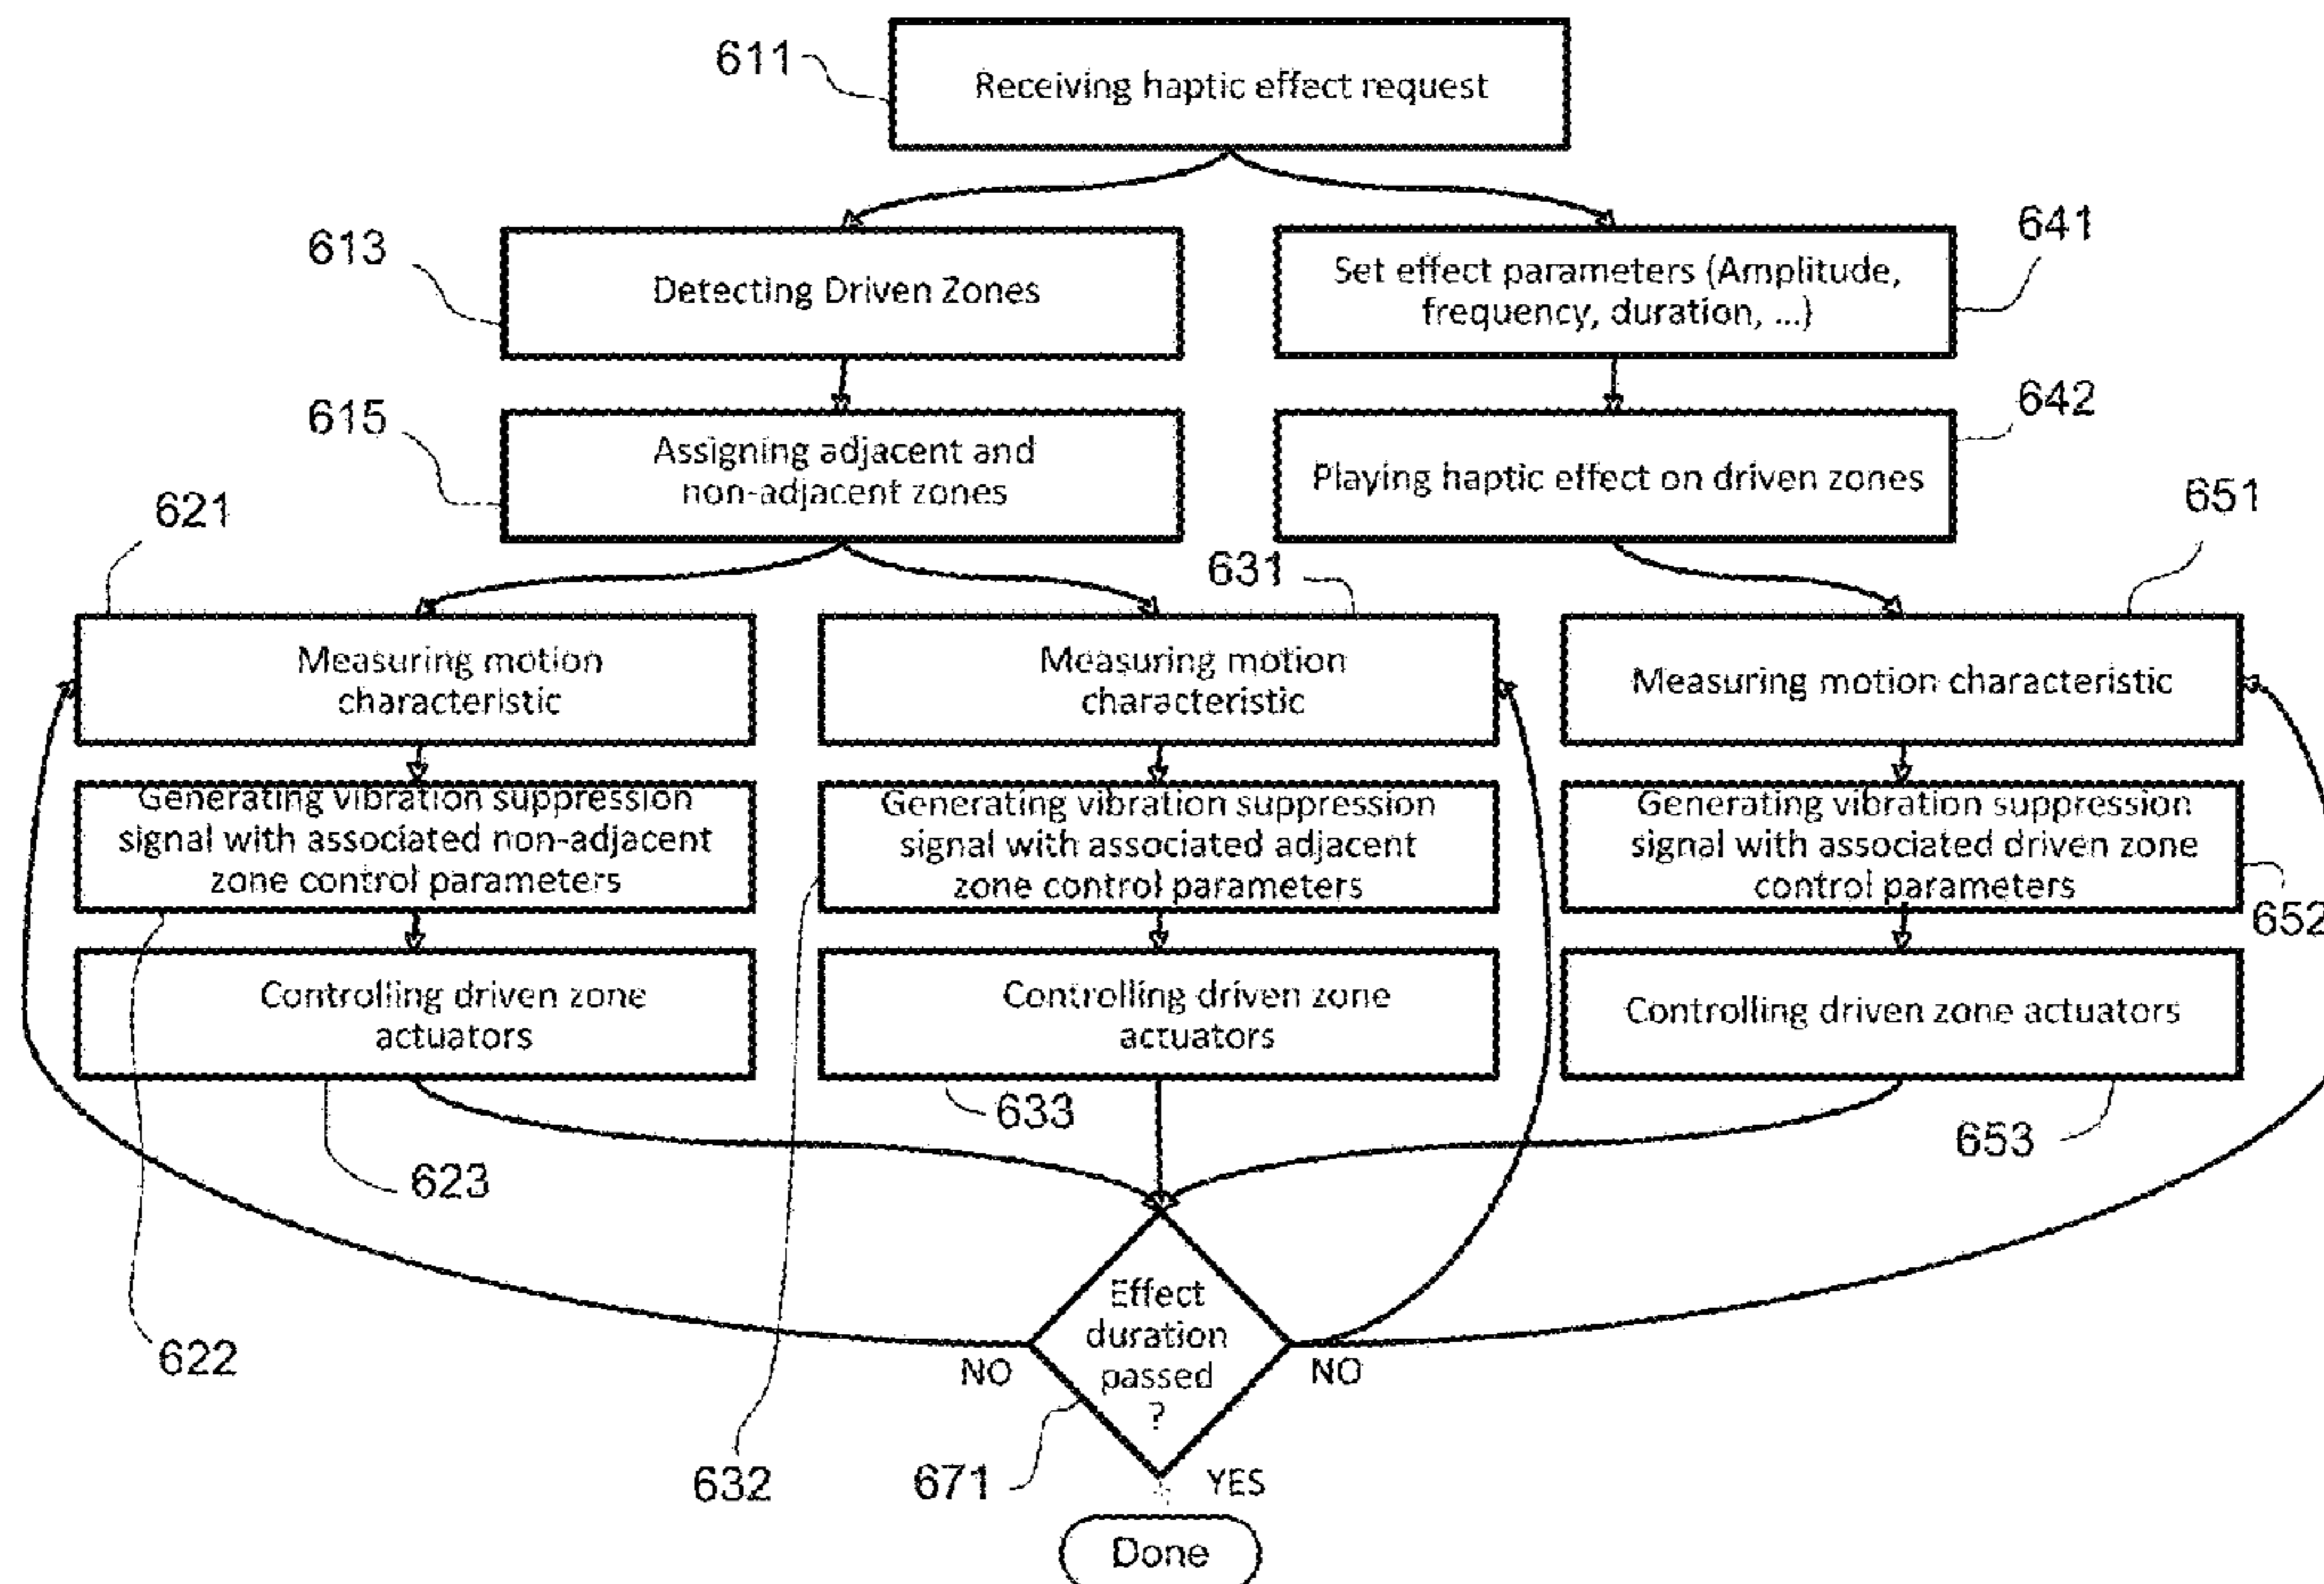 611
Receiving haptic effect request
613
Detecting Driven Zones
Set effect parameters (Amplitude,
frequency, duration, ...)
641
615
Assigning adjacent and
non-adjacent zones
Playing haptic effect on driven zones
642
621
631
651
Measuring motion
characteristic
Measuring motion
characteristic
Measuring motion characteristic
Generating vibration suppression
signal with associated non-adjacent
zone control parameters
Generating vibration suppression
signal with associated adjacent
zone control parameters
Generating vibration suppression
signal with associated driven zone
control parameters
652
Controlling driven zone
actuators
Controlling driven zone
actuators
Controlling driven zone actuators
633
653
623
622
632
Effect
duration
passed
?
NO
NO
671
YES
Done